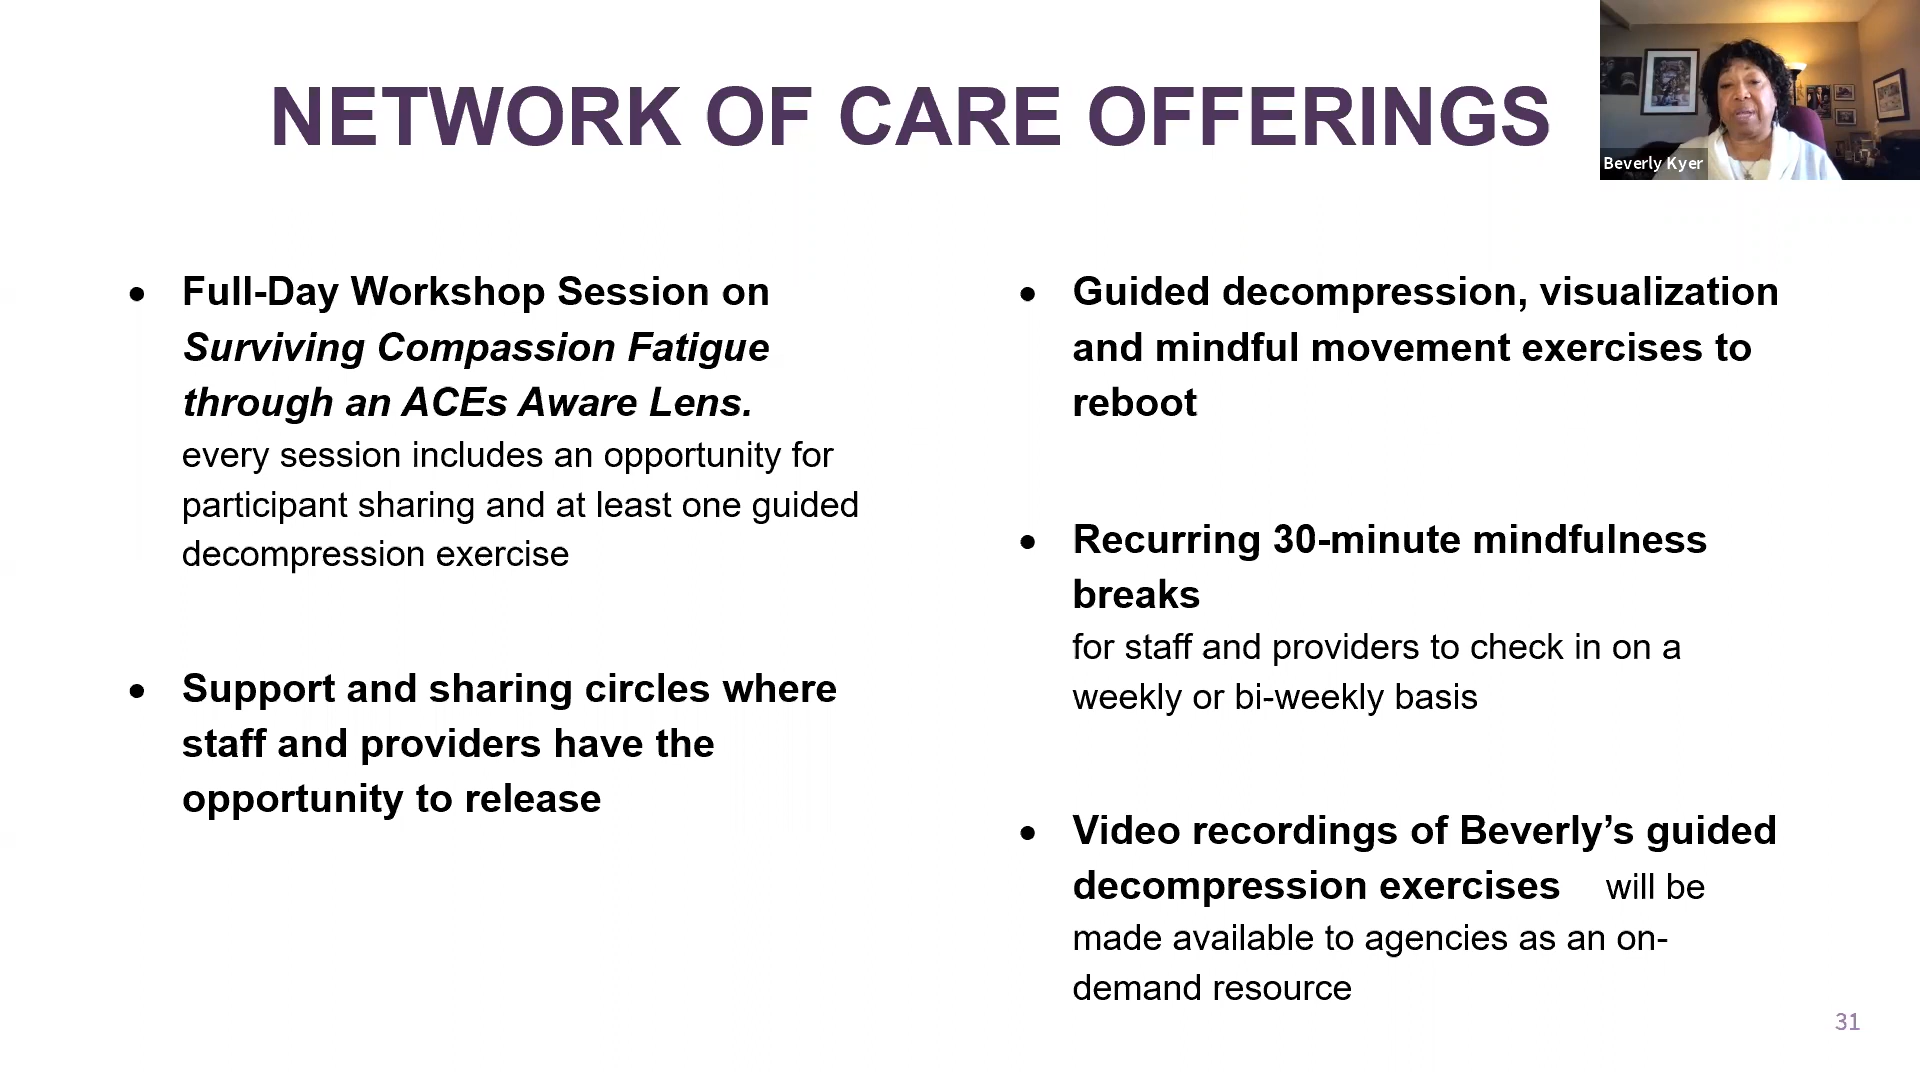 NETWORK OF CARE OFFERINGS
Beverly Kyer
● Full-Day Workshop Session on
Surviving Compassion Fatigue
through an ACEs Aware Lens.
every session includes an opportunity for
participant sharing and at least one guided
decompression exercise
● Support and sharing circles where
staff and providers have the
opportunity to release
● Guided decompression, visualization
and mindful movement exercises to
reboot
● Recurring 30-minute mindfulness
breaks
for staff and providers to check in on a
weekly or bi-weekly basis
● Video recordings of Beverly’s guided
decompression exercises will be
made available to agencies as an on-
demand resource
31